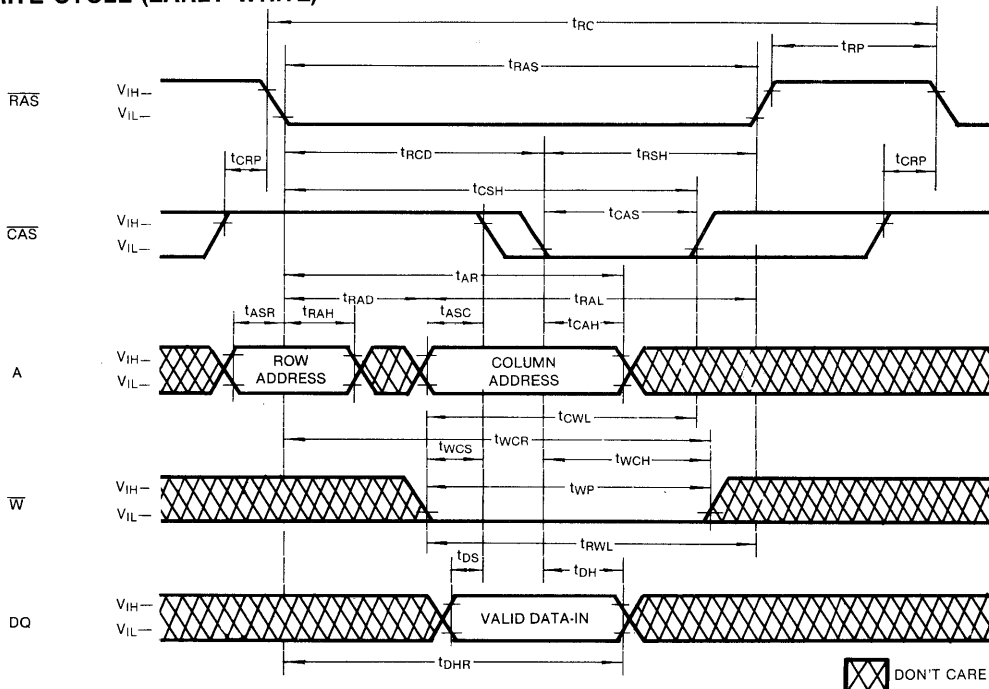 (EARLY WRITE)
tRC
tRP
tRAS
RAS
VIH
VIL
tCRP
tRCD
tRSH
tCRP
tCSH
tCAS
CAS
VIH
VIL
tAR
tRAD
tRAL
tASR
tRAH
tASC
tCAH
A
VIH
VIL
ROW ADDRESS
COLUMN ADDRESS
tCWL
tWCR
tWCS
tWCH
tWP
W
VIH
VIL
tRWL
tDS
tDH
DQ
VIH
VIL
VALID DATA-IN
tDHR
DON'T CARE